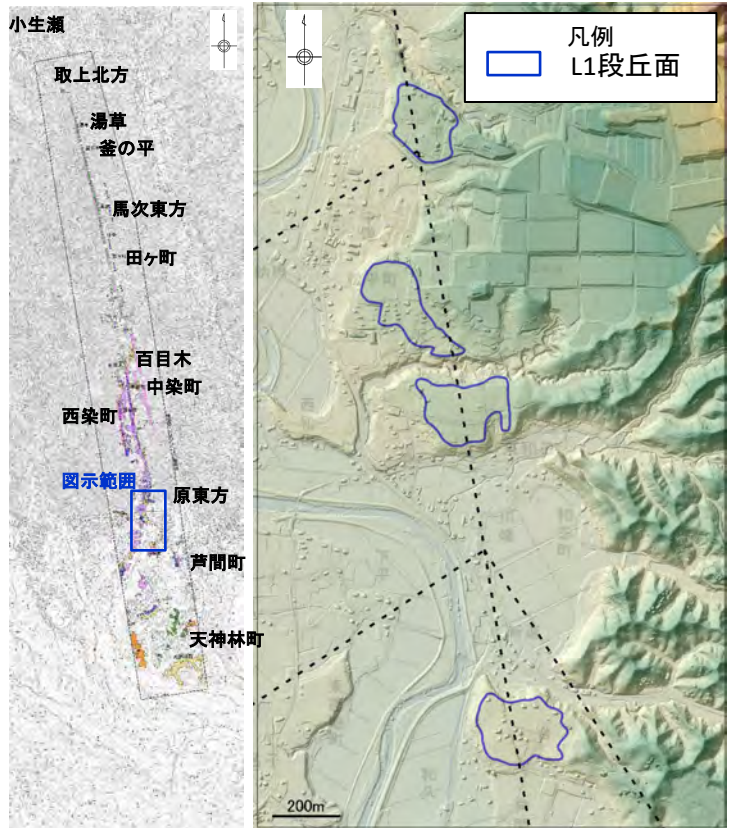 小生瀬
取上北方
湯草
釜の平
馬次東方
田ヶ町
百目木
中染町
西染町
図示範囲
原東方
芦間町
天神林町
凡例
L1段丘面
200m